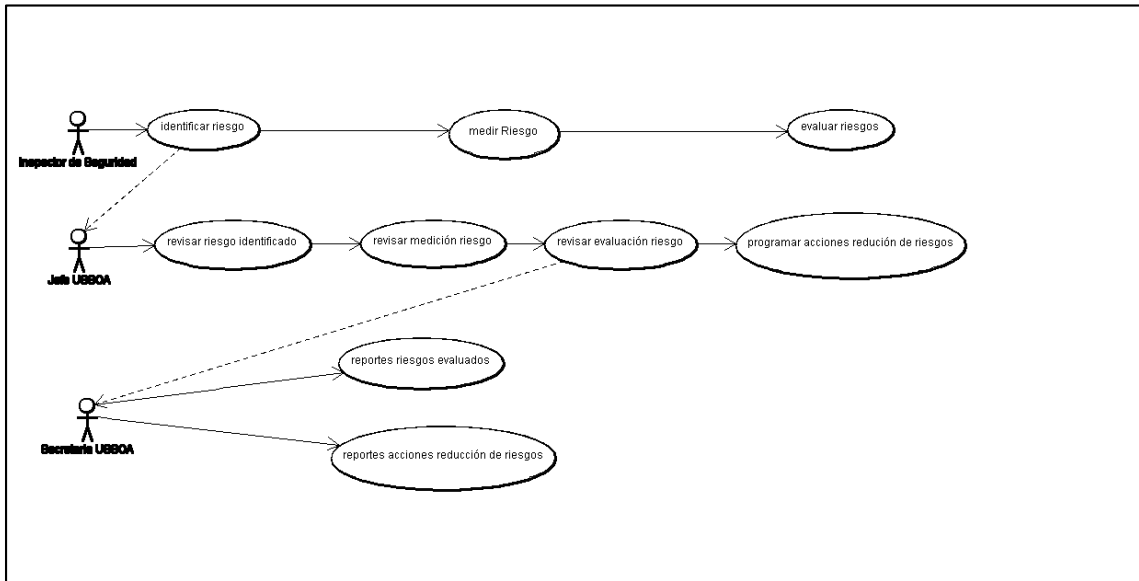 identificar riesgo
medir Riesgo
evaluar riesgos
Inspector de Seguridad
revisar riesgo identificado
revisar medición riesgo
revisar evaluación riesgo
programar acciones redución de riesgos
Jefe USSOA
reportes riesgos evaluados
Secretaria USSOA
reportes acciones reducción de riesgos